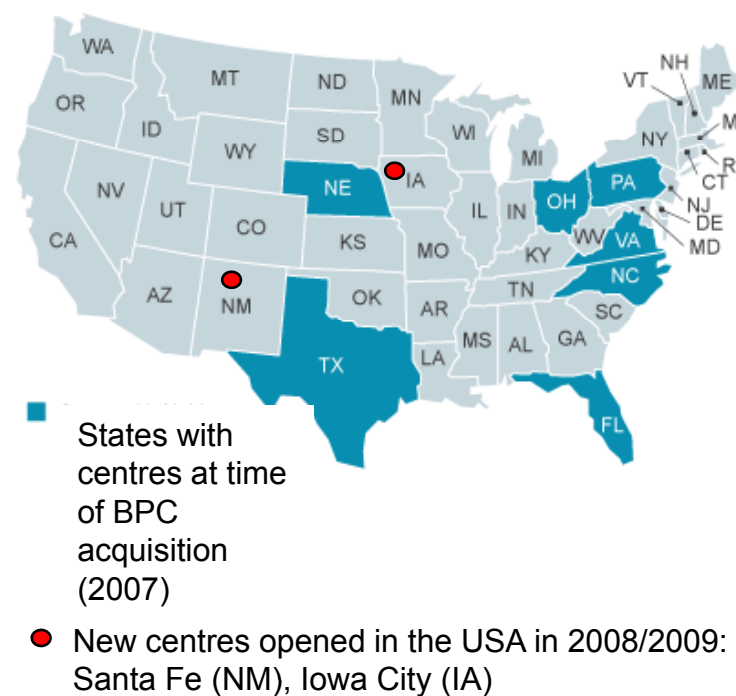 WA
MT
ND
MN
VT
NH
ME
OR
ID
SD
WI
NY
M
WY
MI
R
NV
NE
IA
PA
CT
IL
IN
OH
NJ
UT
CO
DE
CA
KS
MO
WV
VA
MD
KY
NC
AZ
NM
OK
TN
AR
SC
MS
AL
GA
TX
LA
FL
States with
centres at time
of BPC
acquisition
(2007)
New centres opened in the USA in 2008/2009:
Santa Fe (NM), Iowa City (IA)